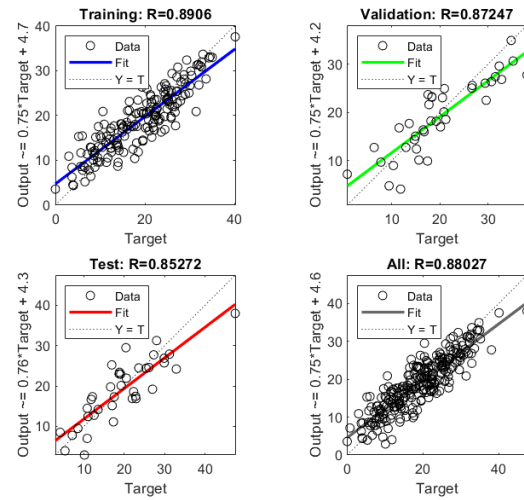 Training: R=0.8906
Output ~= 0.75*Target + 4.7
Data
Fit
Y = T
40
30
20
10
0
0
20
40
Target
Validation: R=0.87247
Output ~= 0.75*Target + 4.2
Data
Fit
Y = T
30
20
10
10
20
30
Target
Test: R=0.85272
Output ~= 0.76*Target + 4.3
Data
Fit
Y = T
40
30
20
10
10
20
30
40
Target
All: R=0.88027
Output ~= 0.75*Target + 4.6
Data
Fit
Y = T
40
30
20
10
0
0
20
40
Target